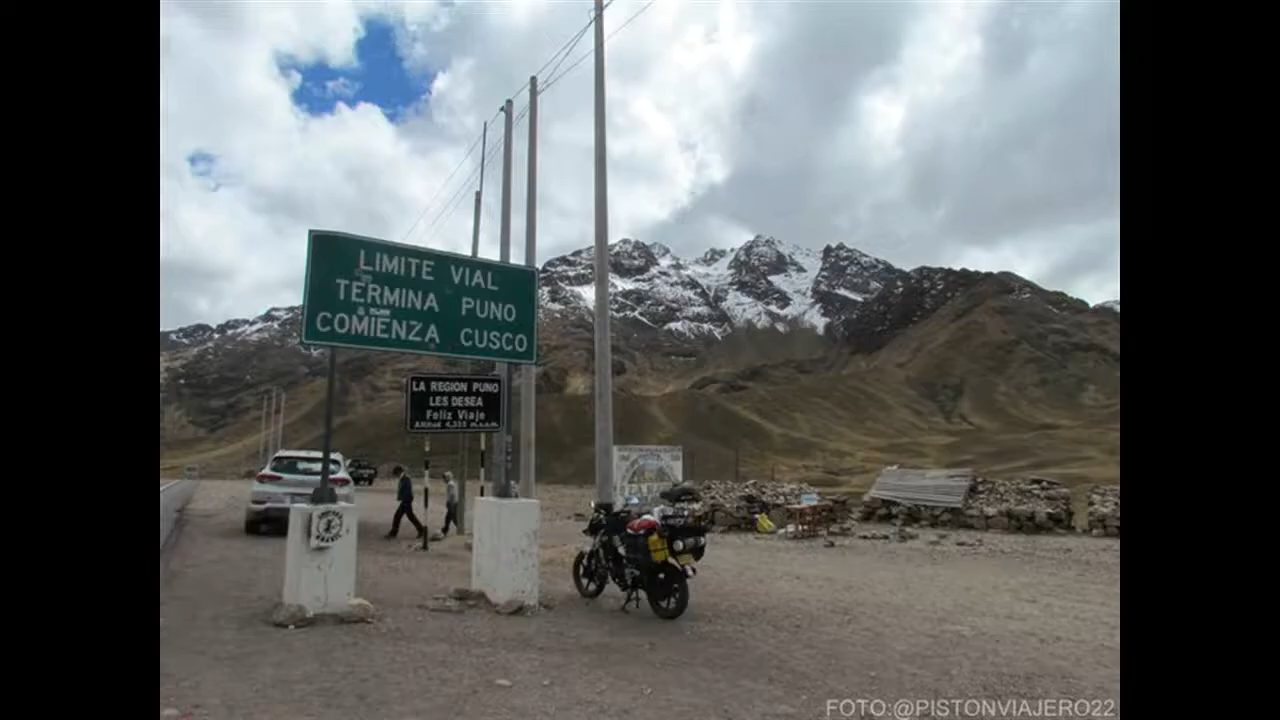 LIMITE VIAL
TERMINA PUNO
COMIENZA CUSCO
LA REGION PUNO
LES DESEA
Feliz Viaje
FOTO:@PISTONVIAJERO22